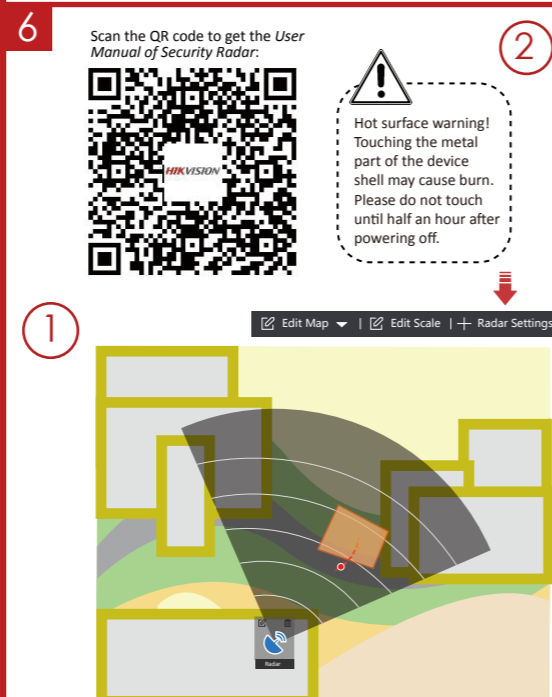 6
Scan the QR code to get the User
Manual of Security Radar:
HIKVISION
2
Hot surface warning!
Touching the metal
part of the device
shell may cause burn.
Please do not touch
until half an hour after
powering off.
1
Edit Map | Edit Scale | Radar Settings
Radar